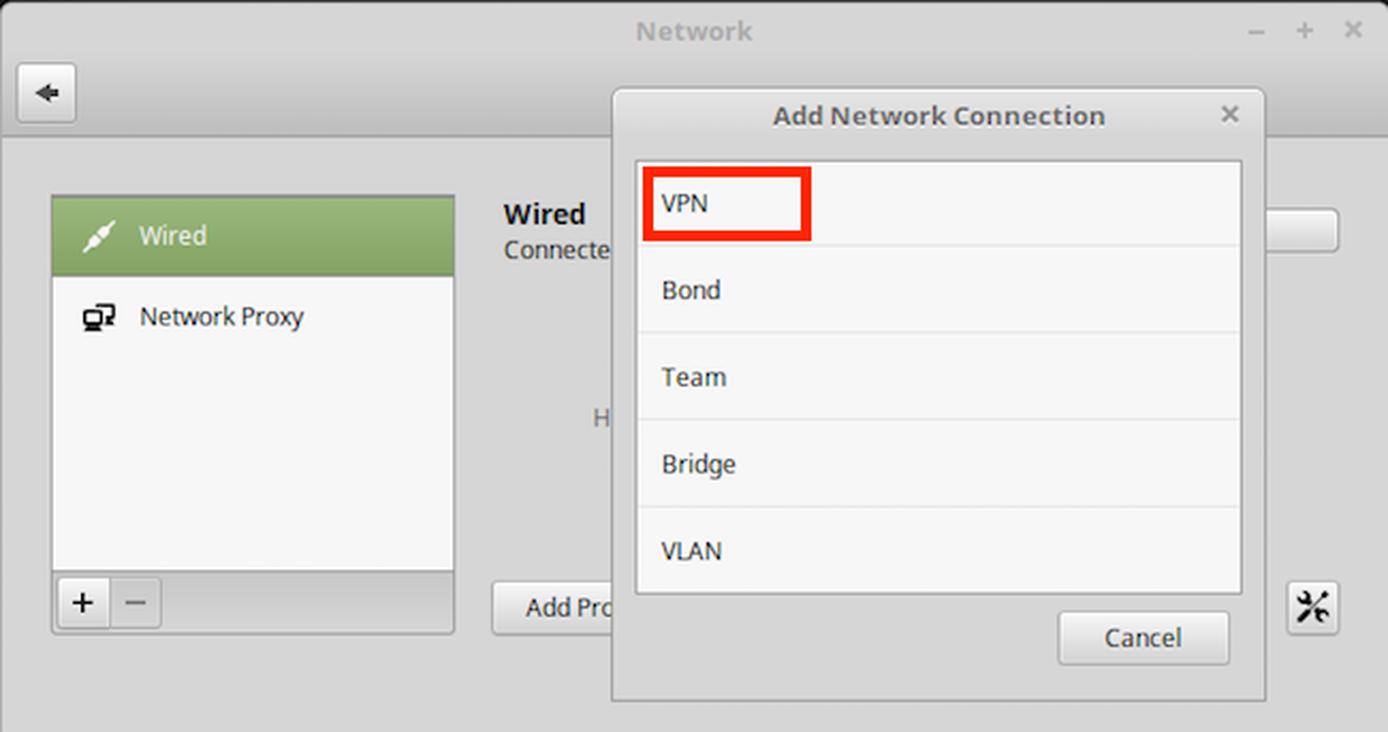 Network
Add Network Connection
Wired
Network Proxy
Wired
Connecte
H
Add Pro
VPN
Bond
Team
Bridge
VLAN
Cancel